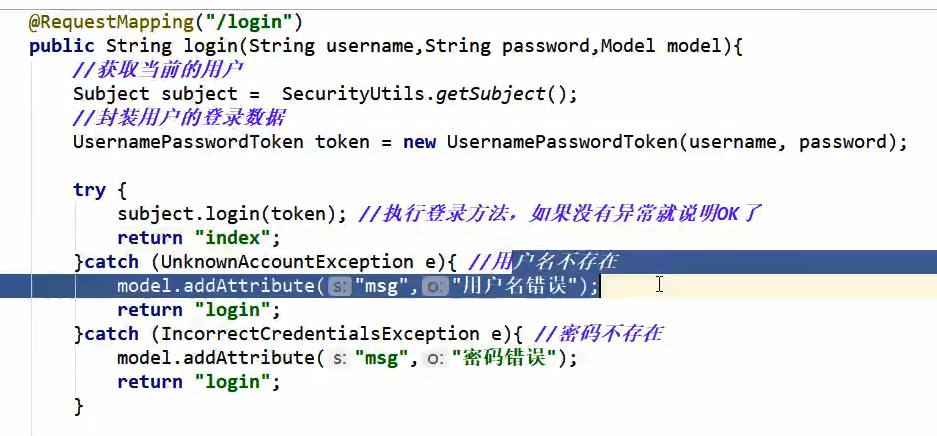 @RequestMapping("/login")
public String login(String username,String password,Model model){
//获取当前的用户
Subject subject =  SecurityUtils.getSubject();
//封装用户的登录数据
UsernamePasswordToken token = new UsernamePasswordToken(username, password);
try {
subject.login(token); //执行登录方法，如果没有异常就说明OK了
return "index";
}catch (UnknownAccountException e){ //用户名不存在
model.addAttribute( s: "msg", o: "用户名错误");
return "login";
}catch (IncorrectCredentialsException e){ //密码不存在
model.addAttribute( s: "msg", o: "密码错误");
return "login";
}